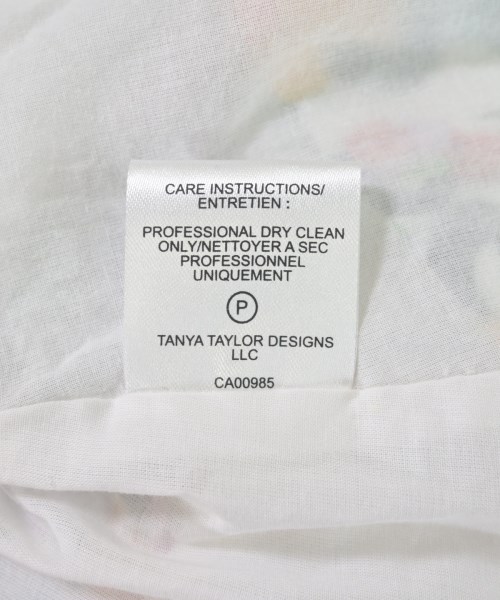 CARE INSTRUCTIONS/
ENTRETIEN :
PROFESSIONAL DRY CLEAN
ONLY/NETTOYER A SEC
PROFESSIONNEL
UNIQUEMENT
P
TANYA TAYLOR DESIGNS
LLC
CA00985